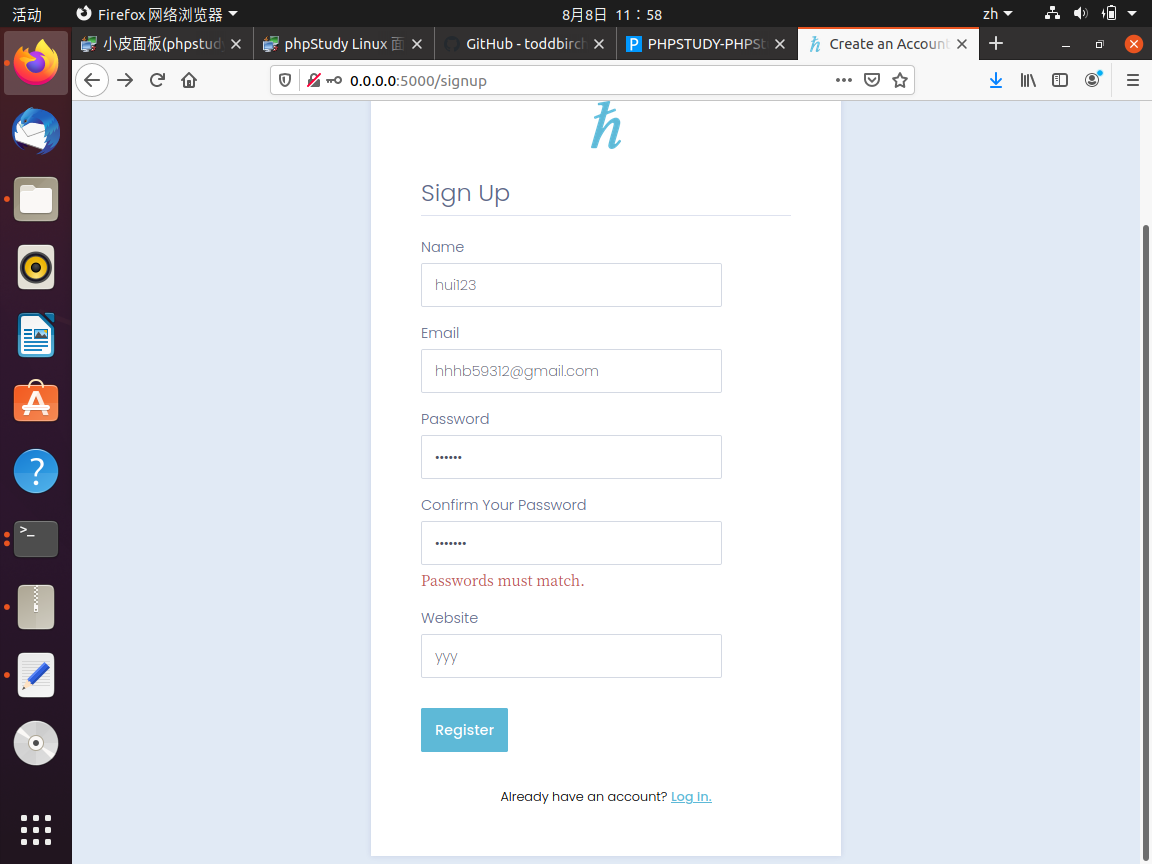 活动
Firefox 网络浏览器
8月8日 11：58
zh
小皮面板(phpstud
phpStudy Linux 面
GitHub - toddbirch
PHPSTUDY-PHPSt
Create an Account
0.0.0.0:5000/signup
ħ
Sign Up
Name
hui123
Email
hhhb59312@gmail.com
Password
••••••
Confirm Your Password
•••••••
Passwords must match.
Website
yyy
Register
Already have an account? Log In.